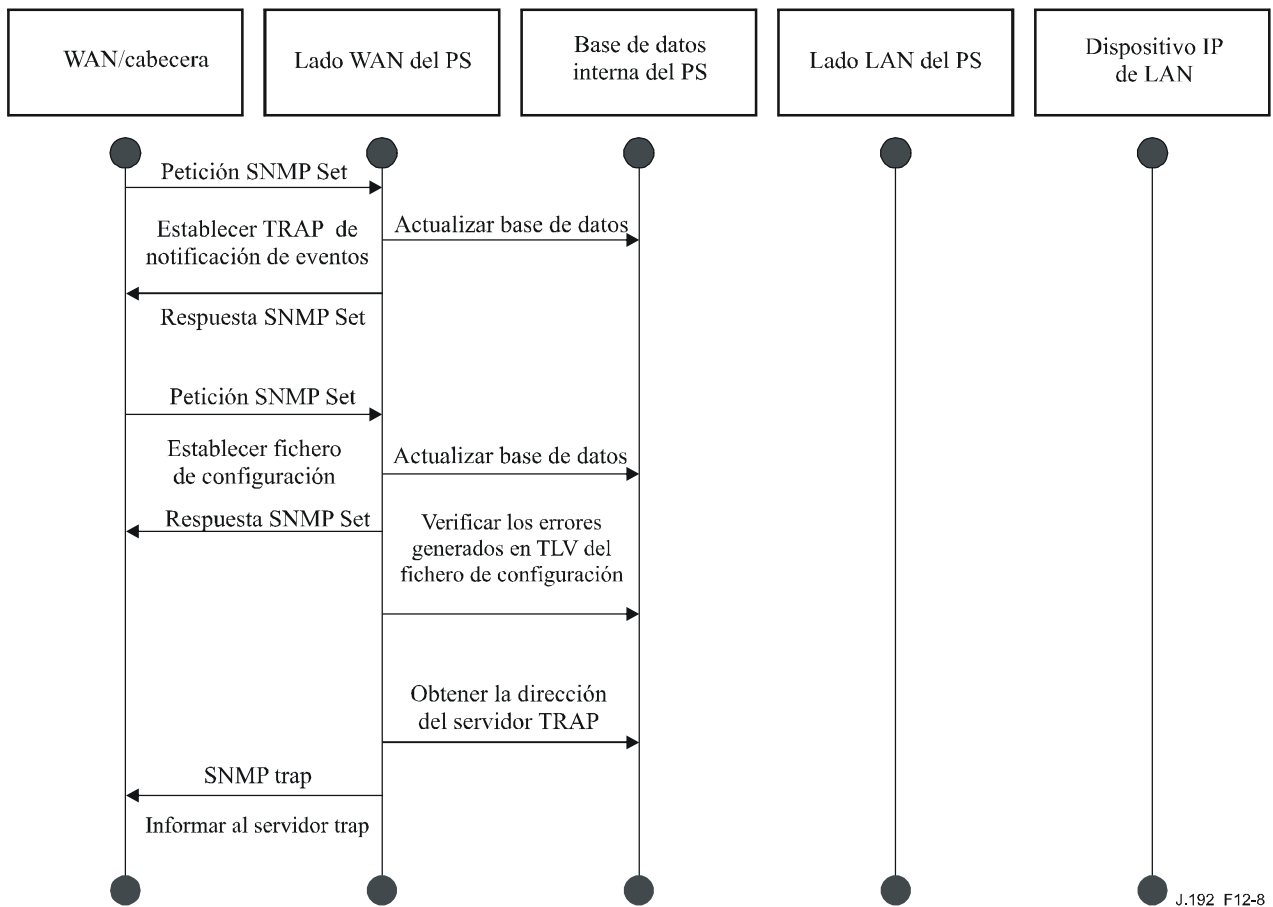 WAN/cabecera
Lado WAN del PS
Base de datos
interna del PS
Lado LAN del PS
Dispositivo IP
de LAN
Petición SNMP Set
Establecer TRAP de
notificación de eventos
Actualizar base de datos
Respuesta SNMP Set
Petición SNMP Set
Establecer fichero
de configuración
Actualizar base de datos
Respuesta SNMP Set
Verificar los errores
generados en TLV del
fichero de configuración
Obtener la dirección
del servidor TRAP
SNMP trap
Informar al servidor trap
J.192 F12-8